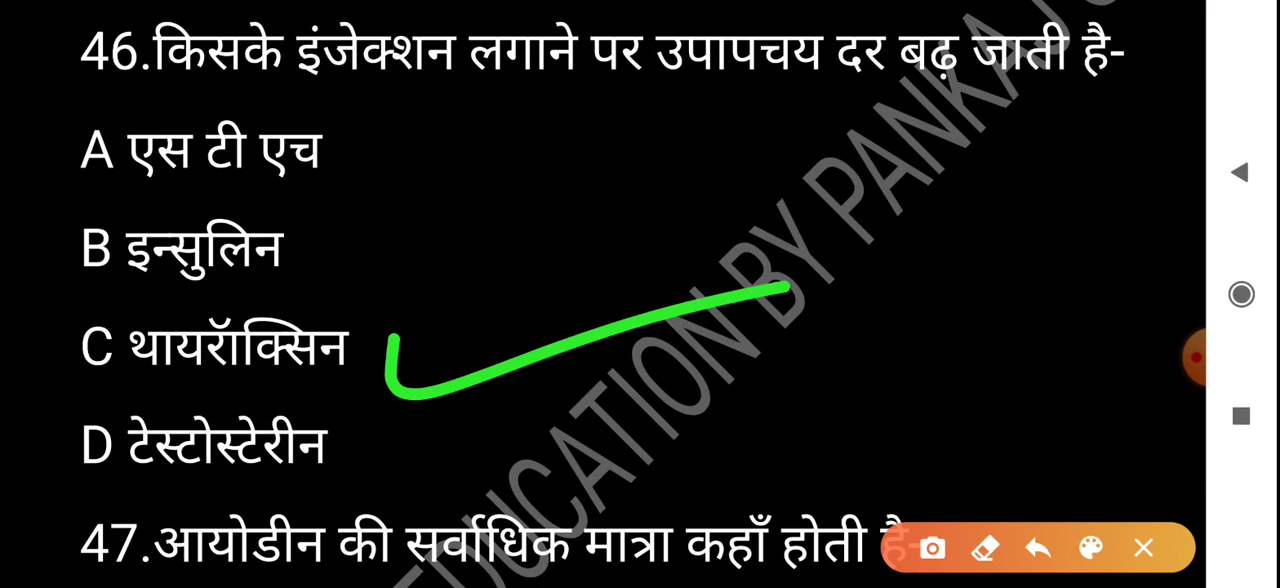 46.किसके इंजेक्शन लगाने पर उपापचय दर बढ़ जाती है-
A एस टी एच
B इन्सुलिन
C थायरॉक्सिन
D टेस्टोस्टेरीन
47.आयोडीन की सर्वाधिक मात्रा कहाँ होती है-
EDUCATION BY PANKAJ